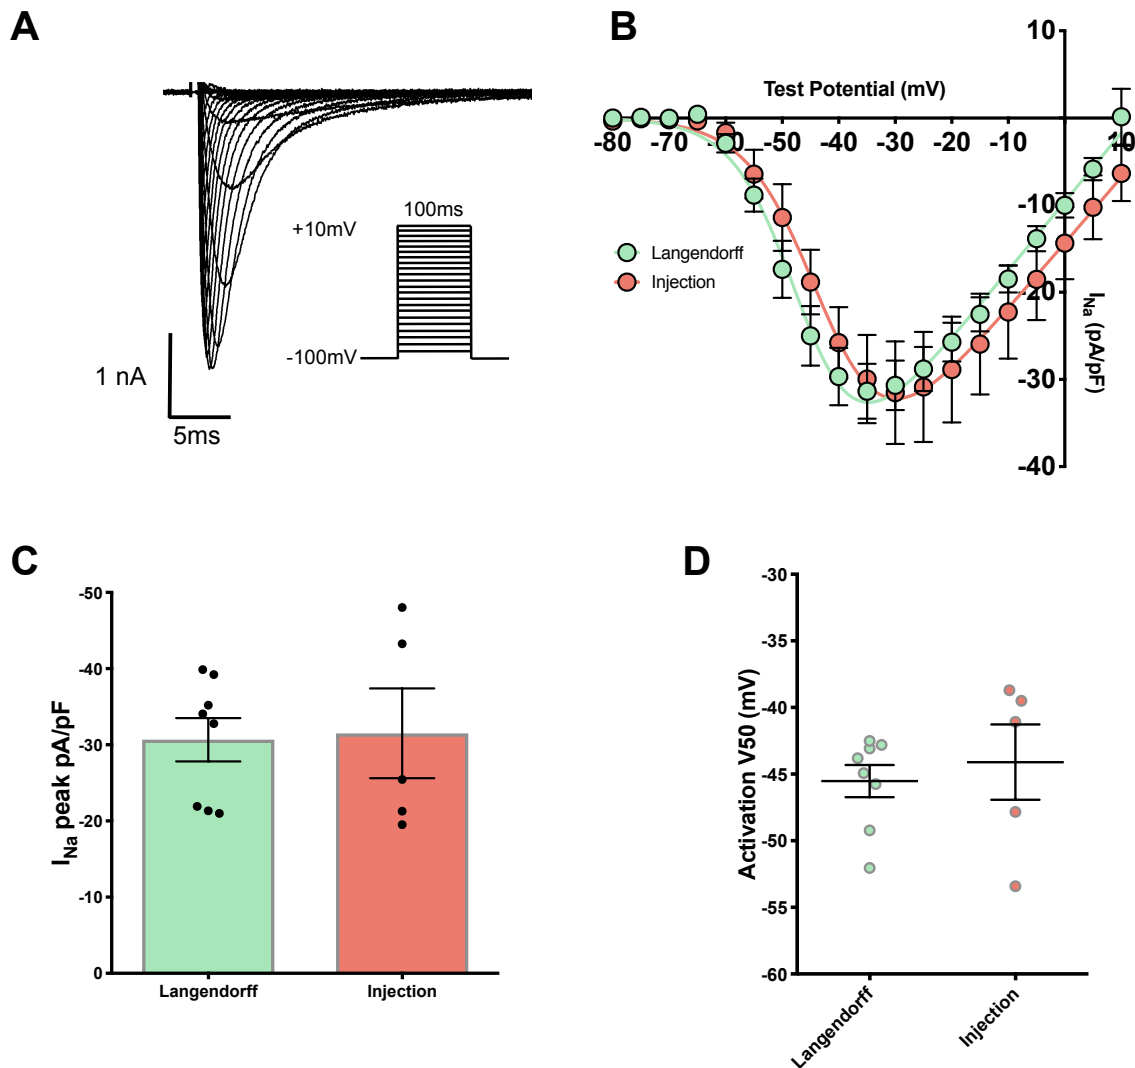 A
100ms
+10mV
-100mV
1 nA
5ms
B
10
Test Potential (mV)
-80 -70 -60 -50 -40 -30 -20 -10 10
-10
-20
-30
-40
I_Na (pA/pF)
Langendorff
Injection
C
-50
-40
-30
-20
-10
0
I_Na peak pA/pF
Langendorff
Injection
D
-30
-35
-40
-45
-50
-55
-60
Activation V50 (mV)
Langendorff
Injection